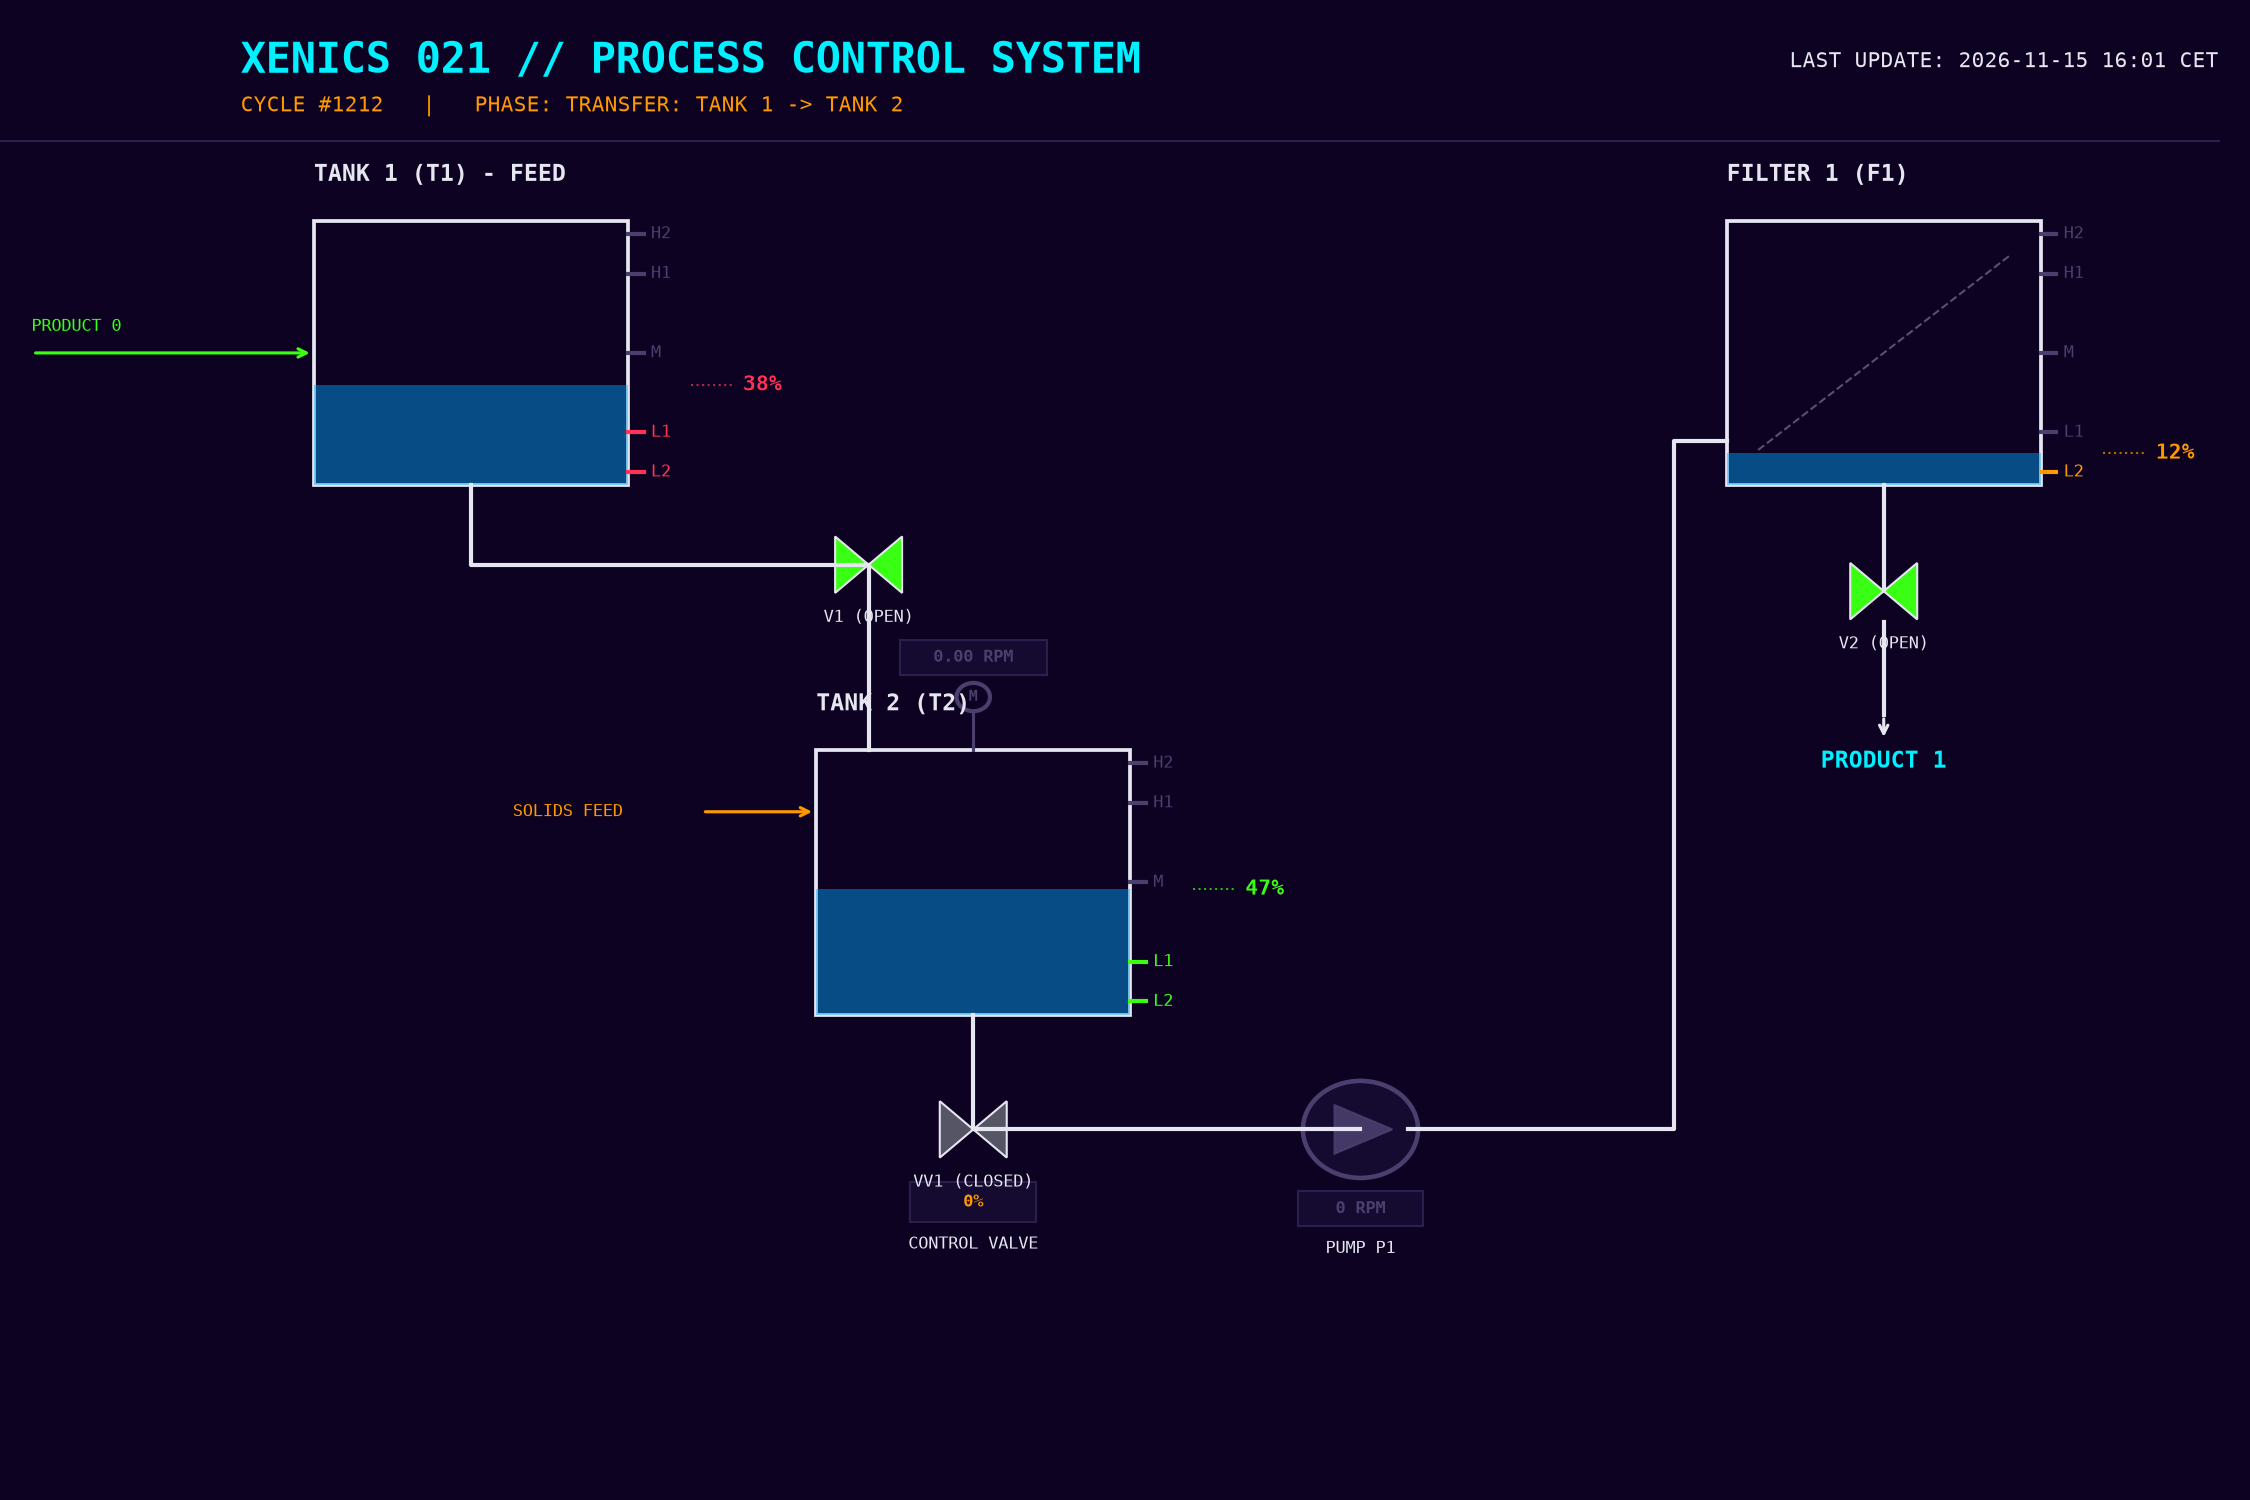 XENICS 021 // PROCESS CONTROL SYSTEM
LAST UPDATE: 2026-11-15 16:01 CET
CYCLE #1212 | PHASE: TRANSFER: TANK 1 -> TANK 2
TANK 1 (T1) - FEED
FILTER 1 (F1)
H2
H1
M
L1
L2
38%
PRODUCT 0
H2
H1
M
L1
L2
12%
V1 (OPEN)
V2 (OPEN)
PRODUCT 1
0.00 RPM
M
TANK 2 (T2)
SOLIDS FEED
H2
H1
M
L1
L2
47%
VV1 (CLOSED)
0%
CONTROL VALVE
0 RPM
PUMP P1